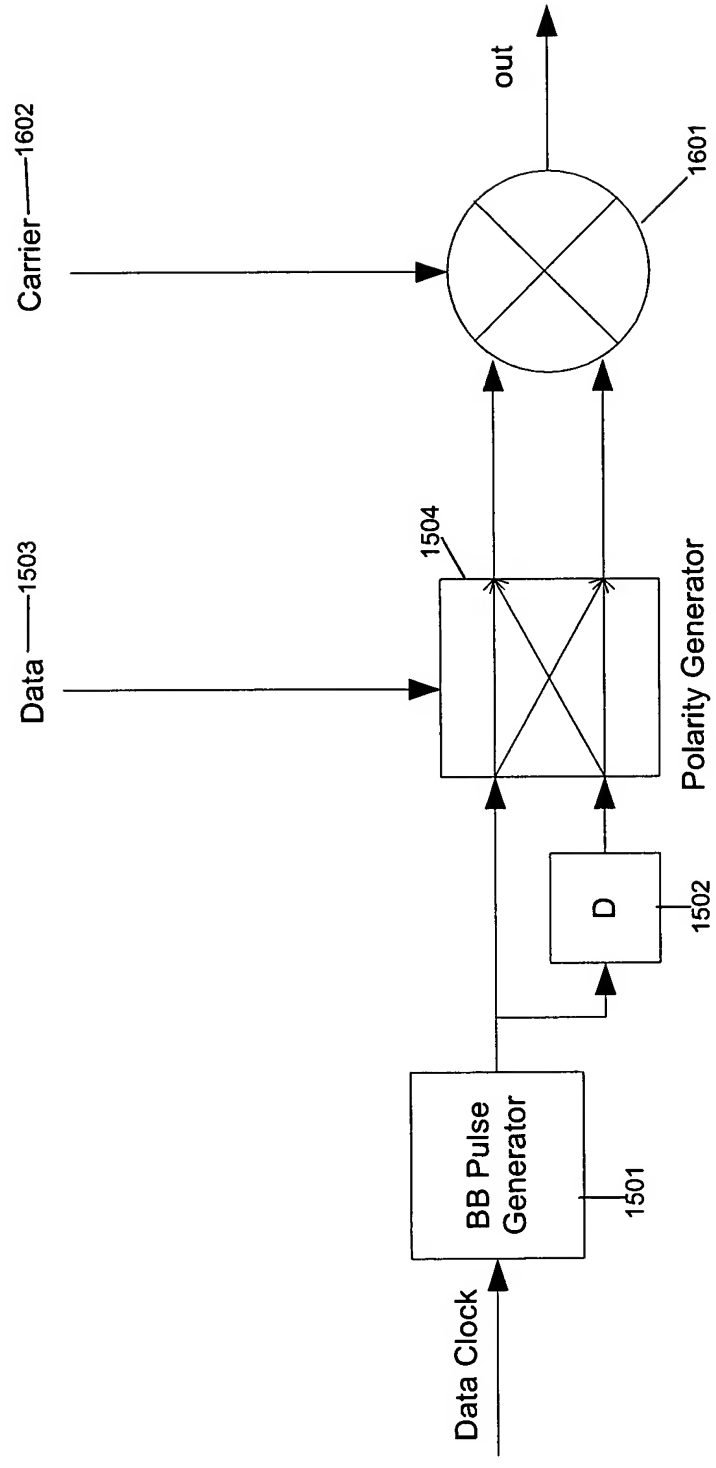 Carrier
1602
out
1601
Data
1503
1504
Polarity Generator
D
1502
BB Pulse
Generator
1501
Data Clock